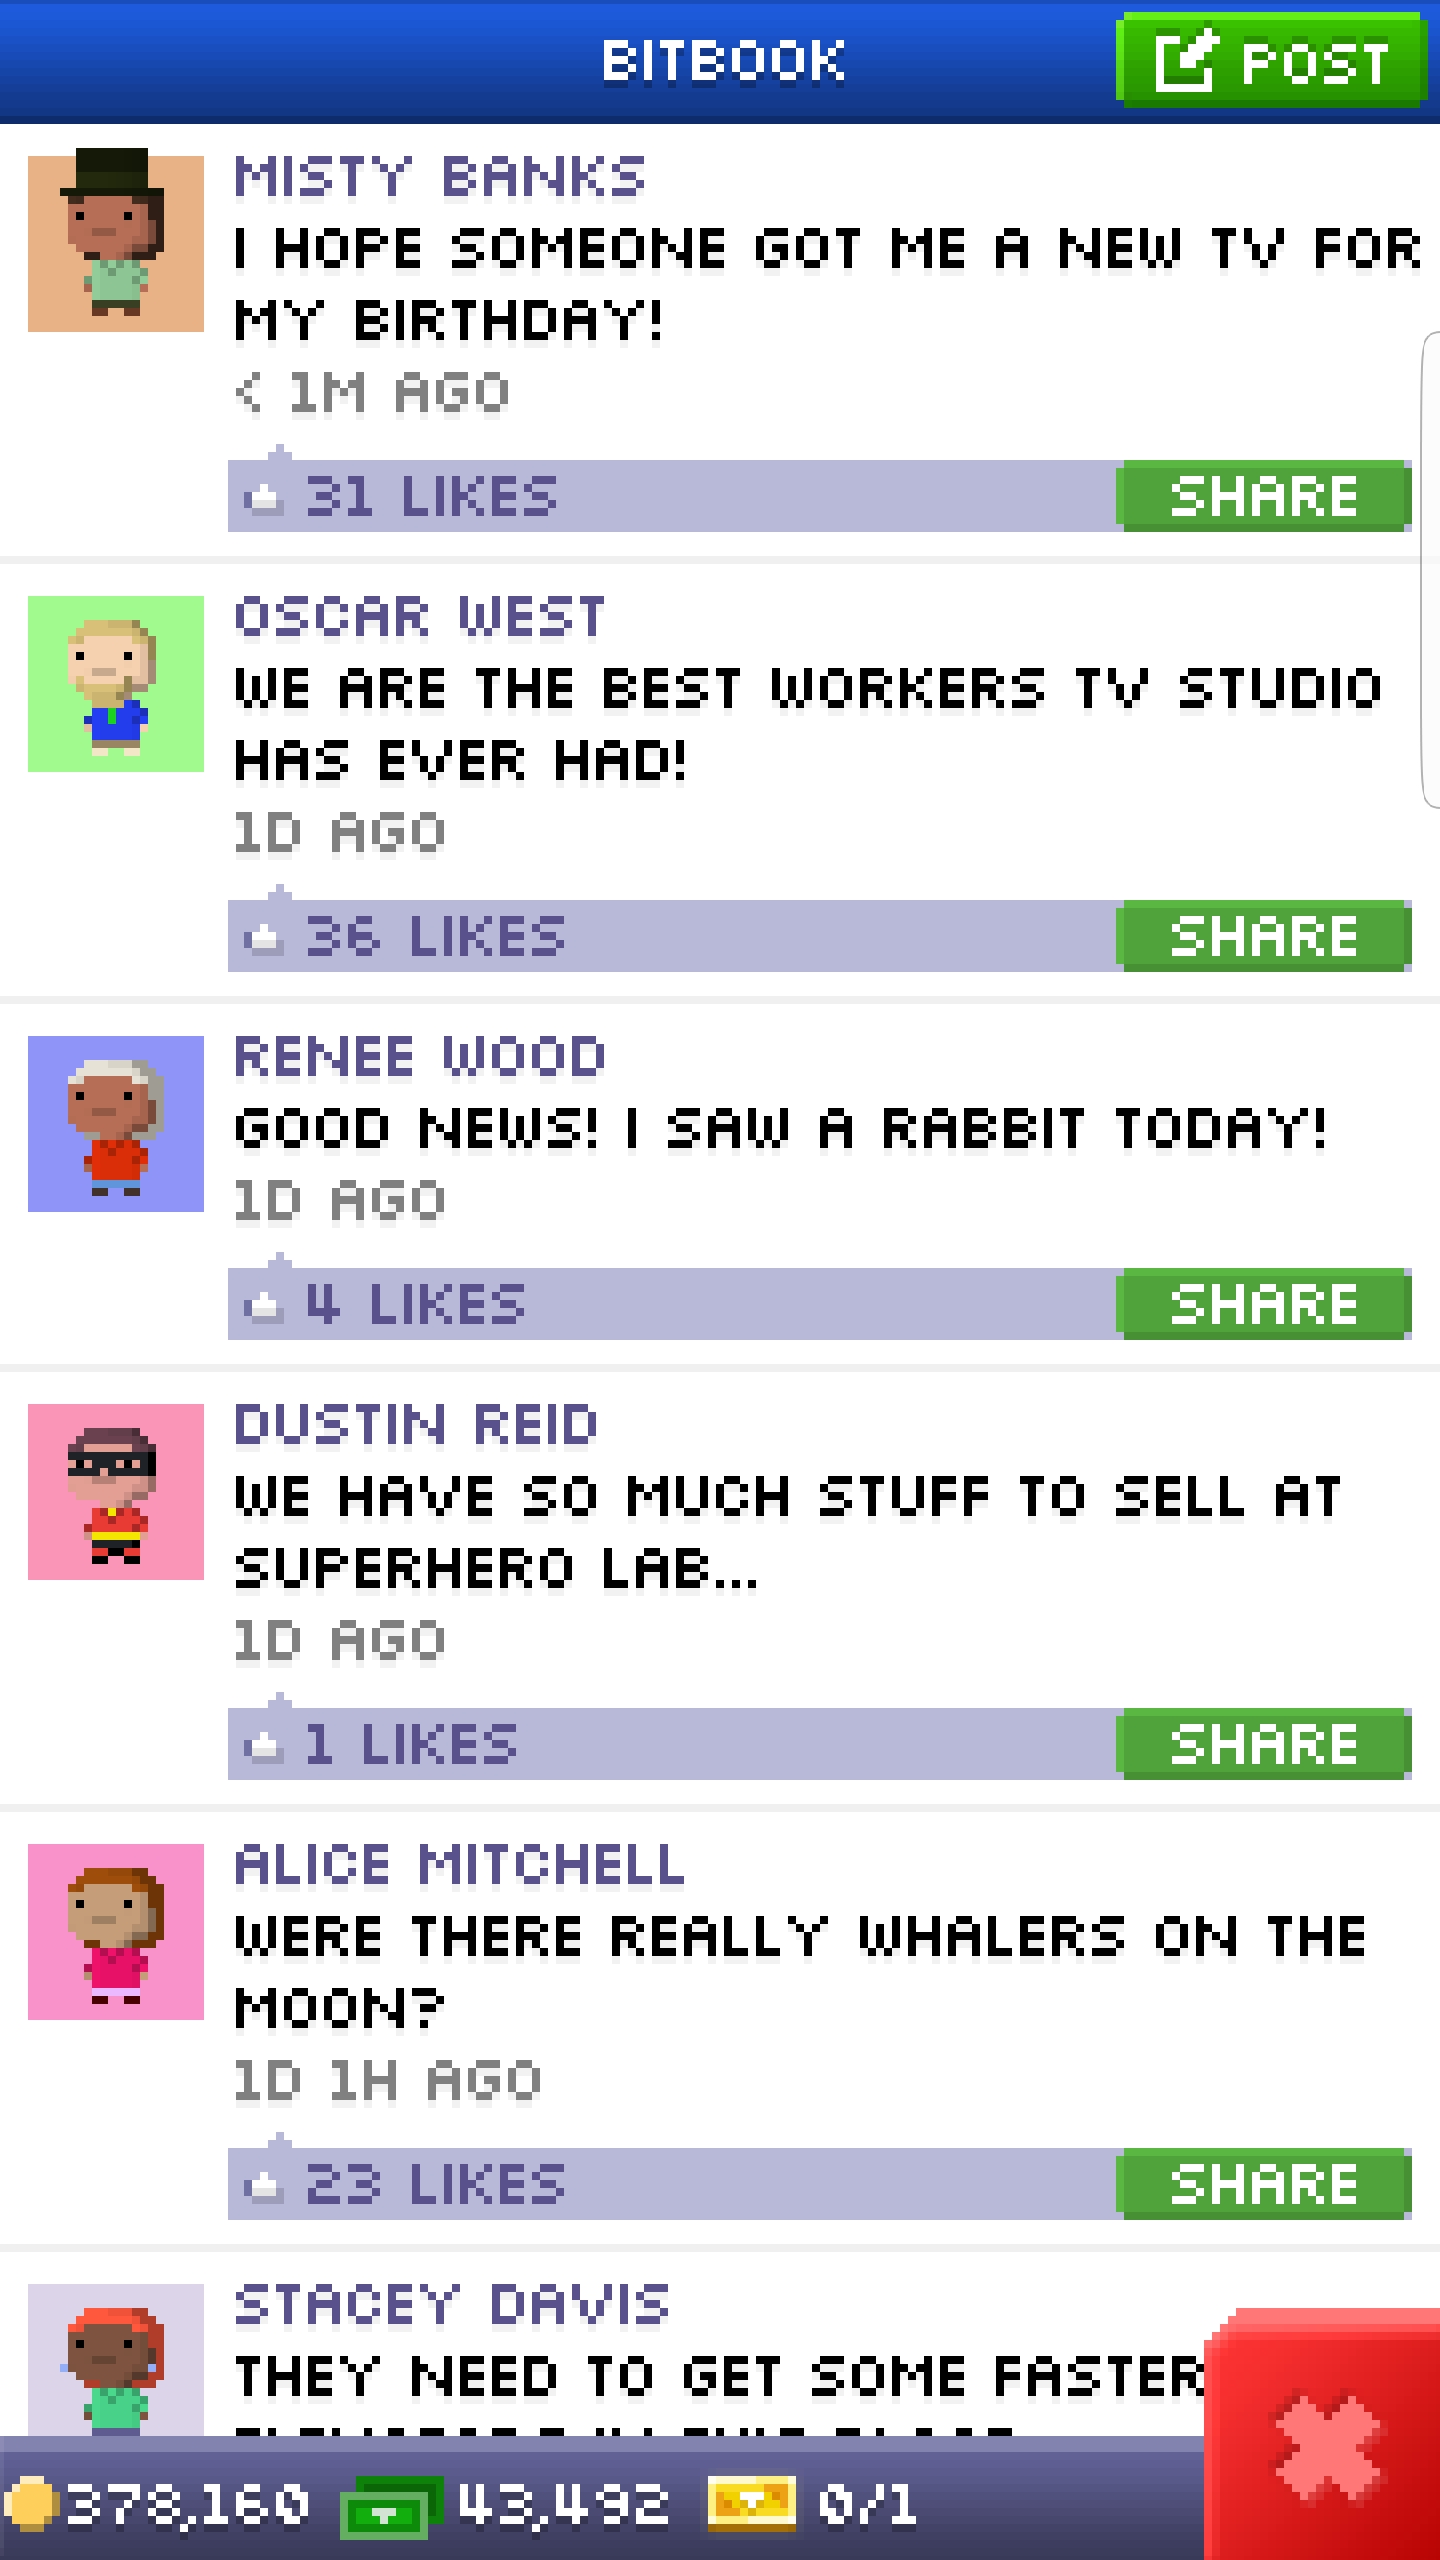 BITBOOK
POST
MISTY BANKS
I HOPE SOMEONE GOT ME A NEW TV FOR
MY BIRTHDAY!
< 1M AGO
31 LIKES
SHARE
OSCAR WEST
WE ARE THE BEST WORKERS TV STUDIO
HAS EVER HAD!
1D AGO
36 LIKES
SHARE
RENEE WOOD
GOOD NEWS! I SAW A RABBIT TODAY!
1D AGO
4 LIKES
SHARE
DUSTIN REID
WE HAVE SO MUCH STUFF TO SELL AT
SUPERHERO LAB...
1D AGO
1 LIKES
SHARE
ALICE MITCHELL
WERE THERE REALLY WHALERS ON THE
MOON?
1D 1H AGO
23 LIKES
SHARE
STACEY DAVIS
THEY NEED TO GET SOME FASTER
378,160
43,492
0/1